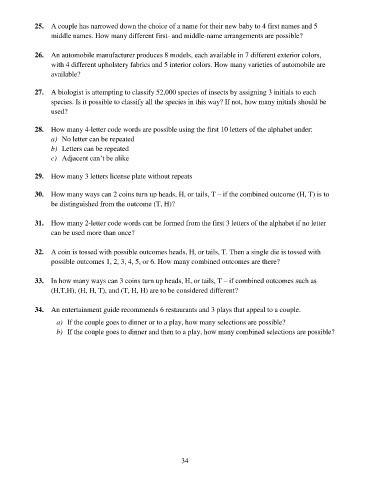 25. A couple has narrowed down the choice of a name for their new baby to 4 first names and 5
middle names. How many different first- and middle-name arrangements are possible?
26. An automobile manufacturer produces 8 models, each available in 7 different exterior colors,
with 4 different upholstery fabrics and 5 interior colors. How many varieties of automobile are
available?
27. A biologist is attempting to classify 52,000 species of insects by assigning 3 initials to each
species. Is it possible to classify all the species in this way? If not, how many initials should be
used?
28. How many 4-letter code words are possible using the first 10 letters of the alphabet under:
a) No letter can be repeated
b) Letters can be repeated
c) Adjacent can't be alike
29. How many 3 letters license plate without repeats
30. How many ways can 2 coins turn up heads, H, or tails, T – if the combined outcome (H, T) is to
be distinguished from the outcome (T, H)?
31. How many 2-letter code words can be formed from the first 3 letters of the alphabet if no letter
can be used more than once?
32. A coin is tossed with possible outcomes heads, H, or tails, T. Then a single die is tossed with
possible outcomes 1, 2, 3, 4, 5, or 6. How many combined outcomes are there?
33. In how many ways can 3 coins turn up heads, H, or tails, T – if combined outcomes such as
(H,T,H), (H, H, T), and (T, H, H) are to be considered different?
34. An entertainment guide recommends 6 restaurants and 3 plays that appeal to a couple.
a) If the couple goes to dinner or to a play, how many selections are possible?
b) If the couple goes to dinner and then to a play, how many combined selections are possible?
34